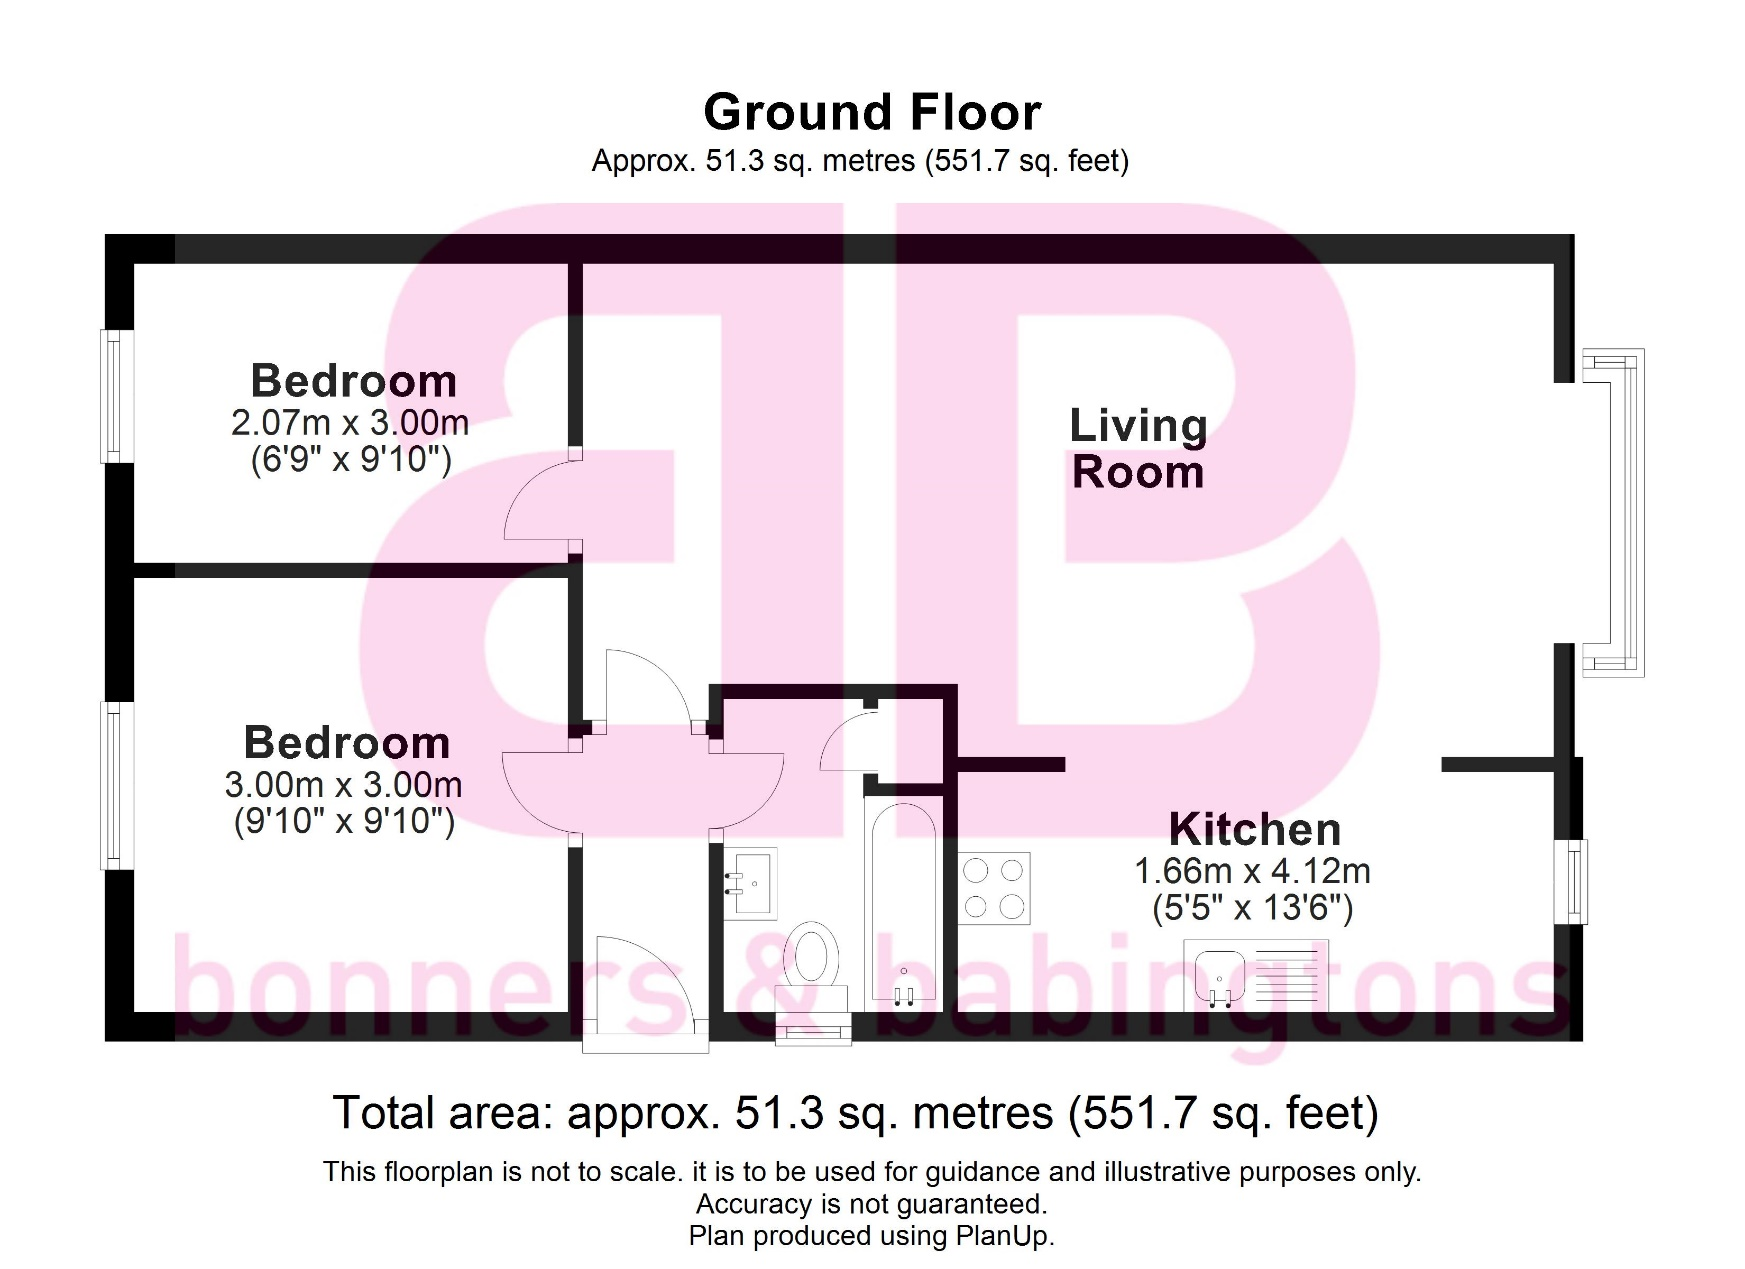 Ground Floor
Approx. 51.3 sq. metres (551.7 sq. feet)
Bedroom
2.07m x 3.00m
(6'9" x 9'10")
Living
Room
Bedroom
3.00m x 3.00m
(9'10" x 9'10")
Kitchen
1.66m x 4.12m
(5'5" x 13'6")
bonners & babingtons
Total area: approx. 51.3 sq. metres (551.7 sq. feet)
This floorplan is not to scale. it is to be used for guidance and illustrative purposes only.
Accuracy is not guaranteed.
Plan produced using PlanUp.